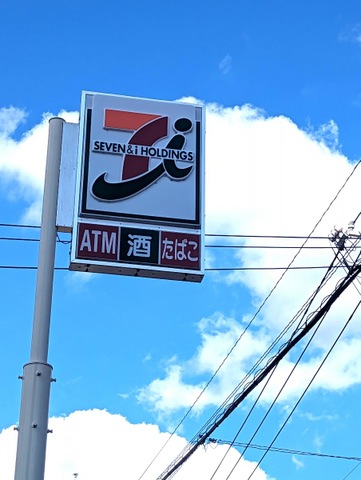 SEVEN & i HOLDINGS
ATM 酒 たばこ